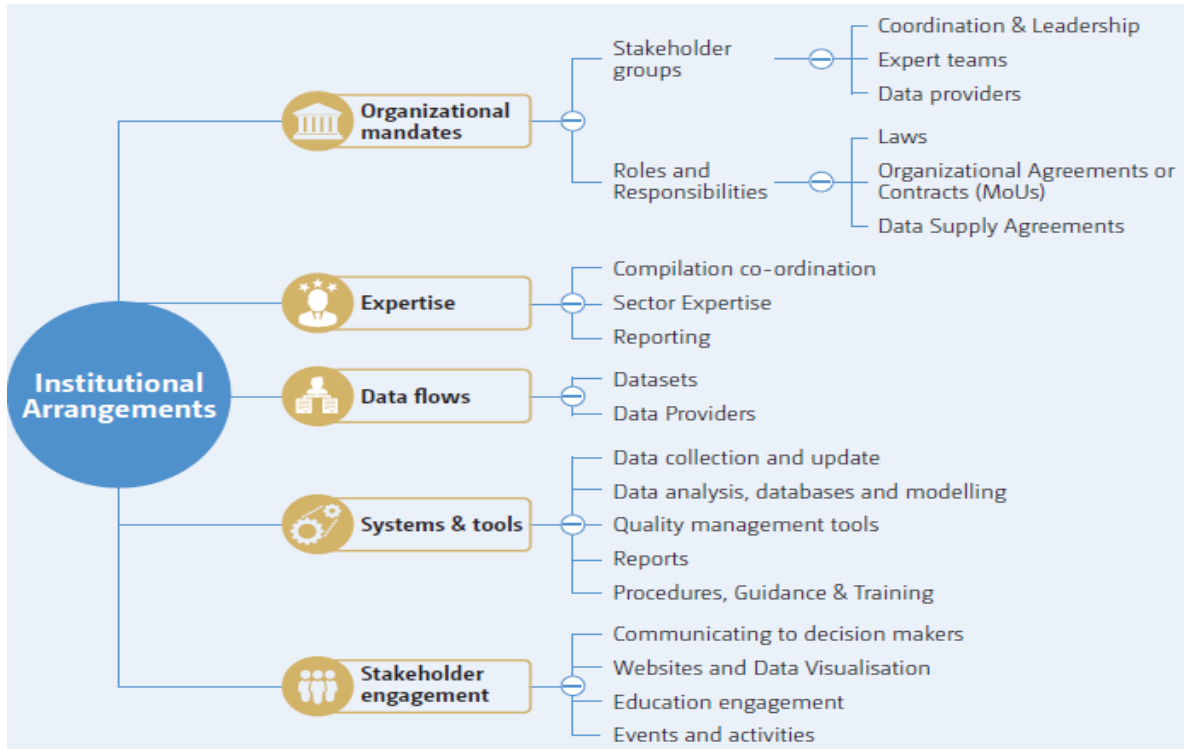 Institutional
Arrangements
Organizational
mandates
Stakeholder
groups
Coordination & Leadership
Expert teams
Data providers
Roles and
Responsibilities
Laws
Organizational Agreements or
Contracts (MoUs)
Data Supply Agreements
Expertise
Compilation co-ordination
Sector Expertise
Reporting
Data flows
Datasets
Data Providers
Systems & tools
Data collection and update
Data analysis, databases and modelling
Quality management tools
Reports
Procedures, Guidance & Training
Stakeholder
engagement
Communicating to decision makers
Websites and Data Visualisation
Education engagement
Events and activities